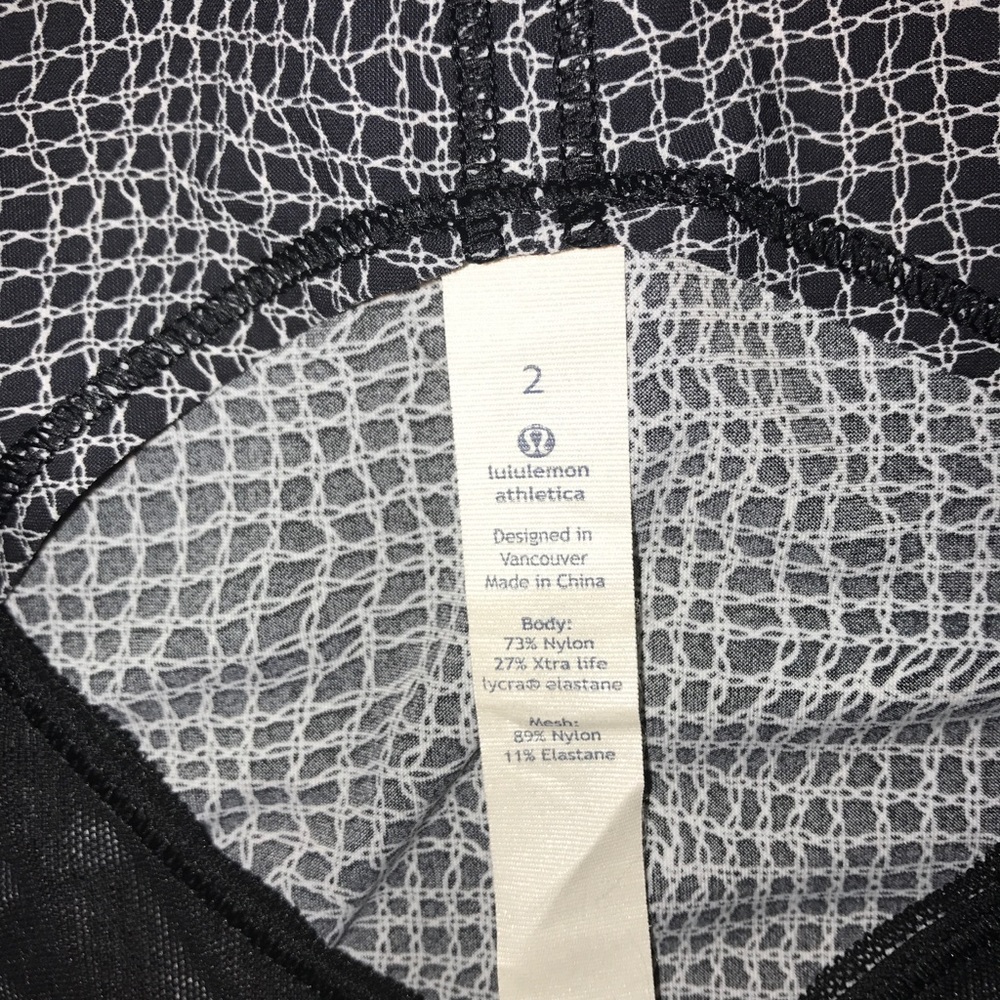 2
lululemon
athletica
Designed in
Vancouver
Made in China
Body:
73% Nylon
27% Xtra life
lycra® elastane
Mesh:
89% Nylon
11% Elastane